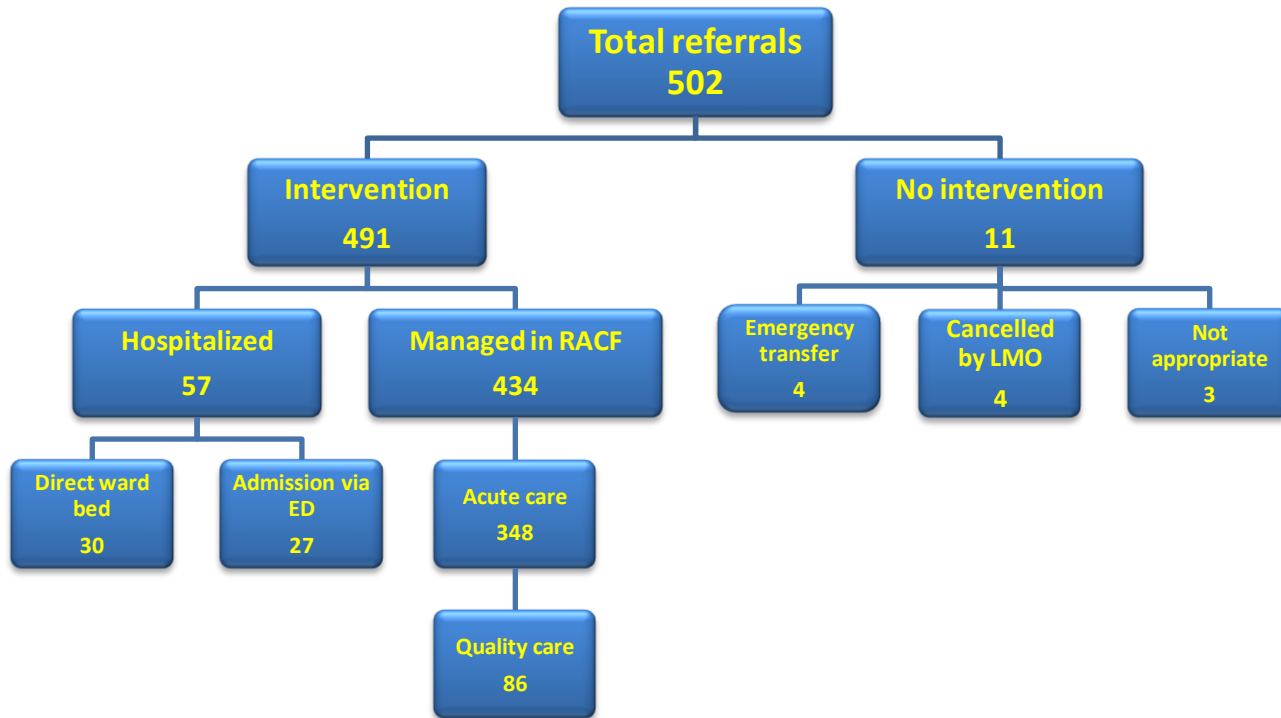 Total referrals
502
Intervention
491
No intervention
11
Hospitalized
57
Managed in RACF
434
Emergency
transfer
4
Cancelled
by LMO
4
Not
appropriate
3
Direct ward
bed
30
Admission via
ED
27
Acute care
348
Quality care
86